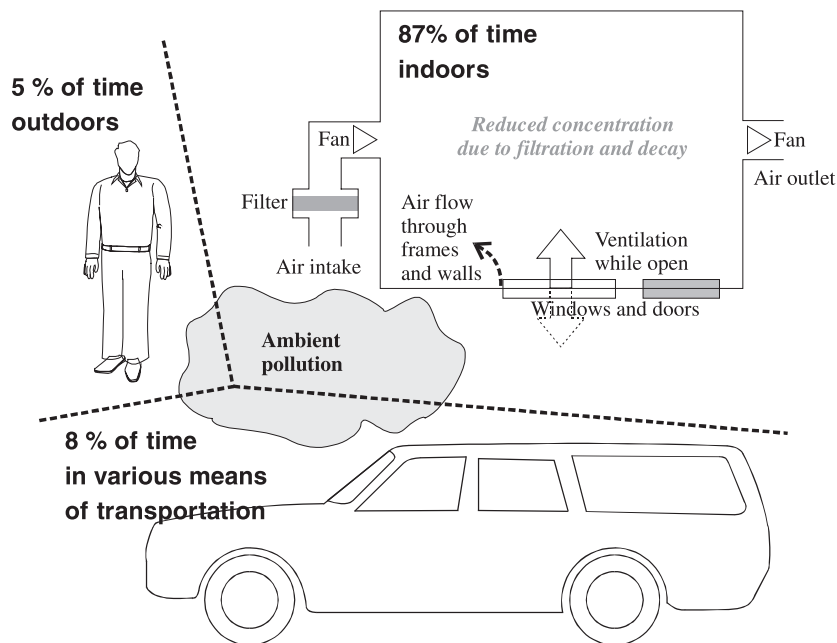 87% of time
indoors
5 % of time
outdoors
Reduced concentration
due to filtration and decay
Fan
Fan
Air outlet
Filter
Air flow
through
frames
and walls
Air intake
Ventilation
while open
Windows and doors
Ambient
pollution
8 % of time
in various means
of transportation